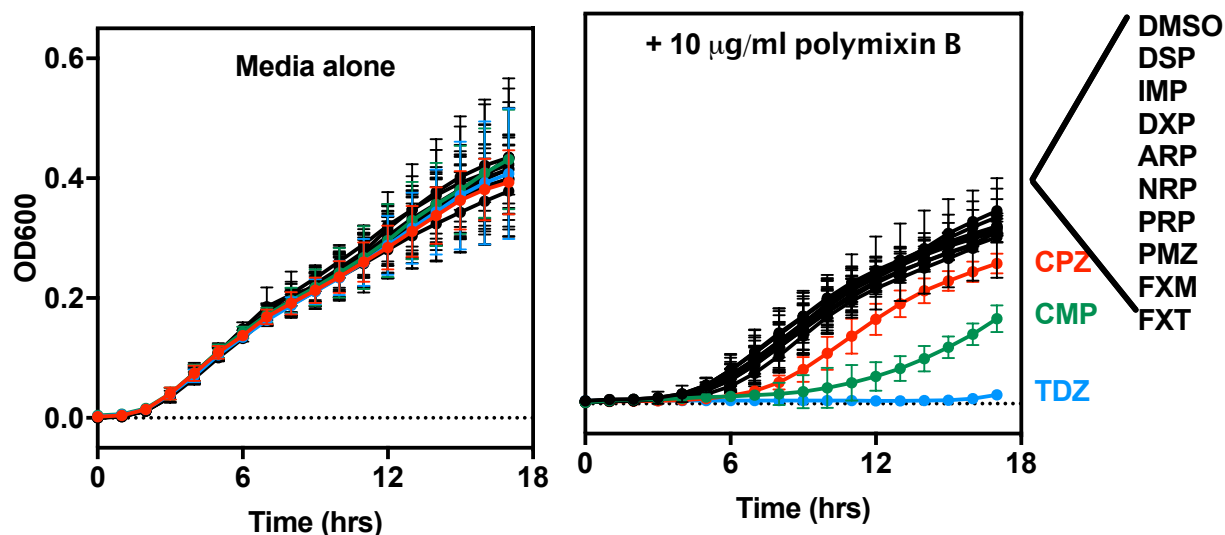 Media alone
OD600
0.6
0.4
0.2
0.0
0
6
12
18
Time (hrs)
+ 10 μg/ml polymixin B
0
6
12
18
Time (hrs)
CPZ
CMP
TDZ
DMSO
DSP
IMP
DXP
ARP
NRP
PRP
PMZ
FXM
FXT